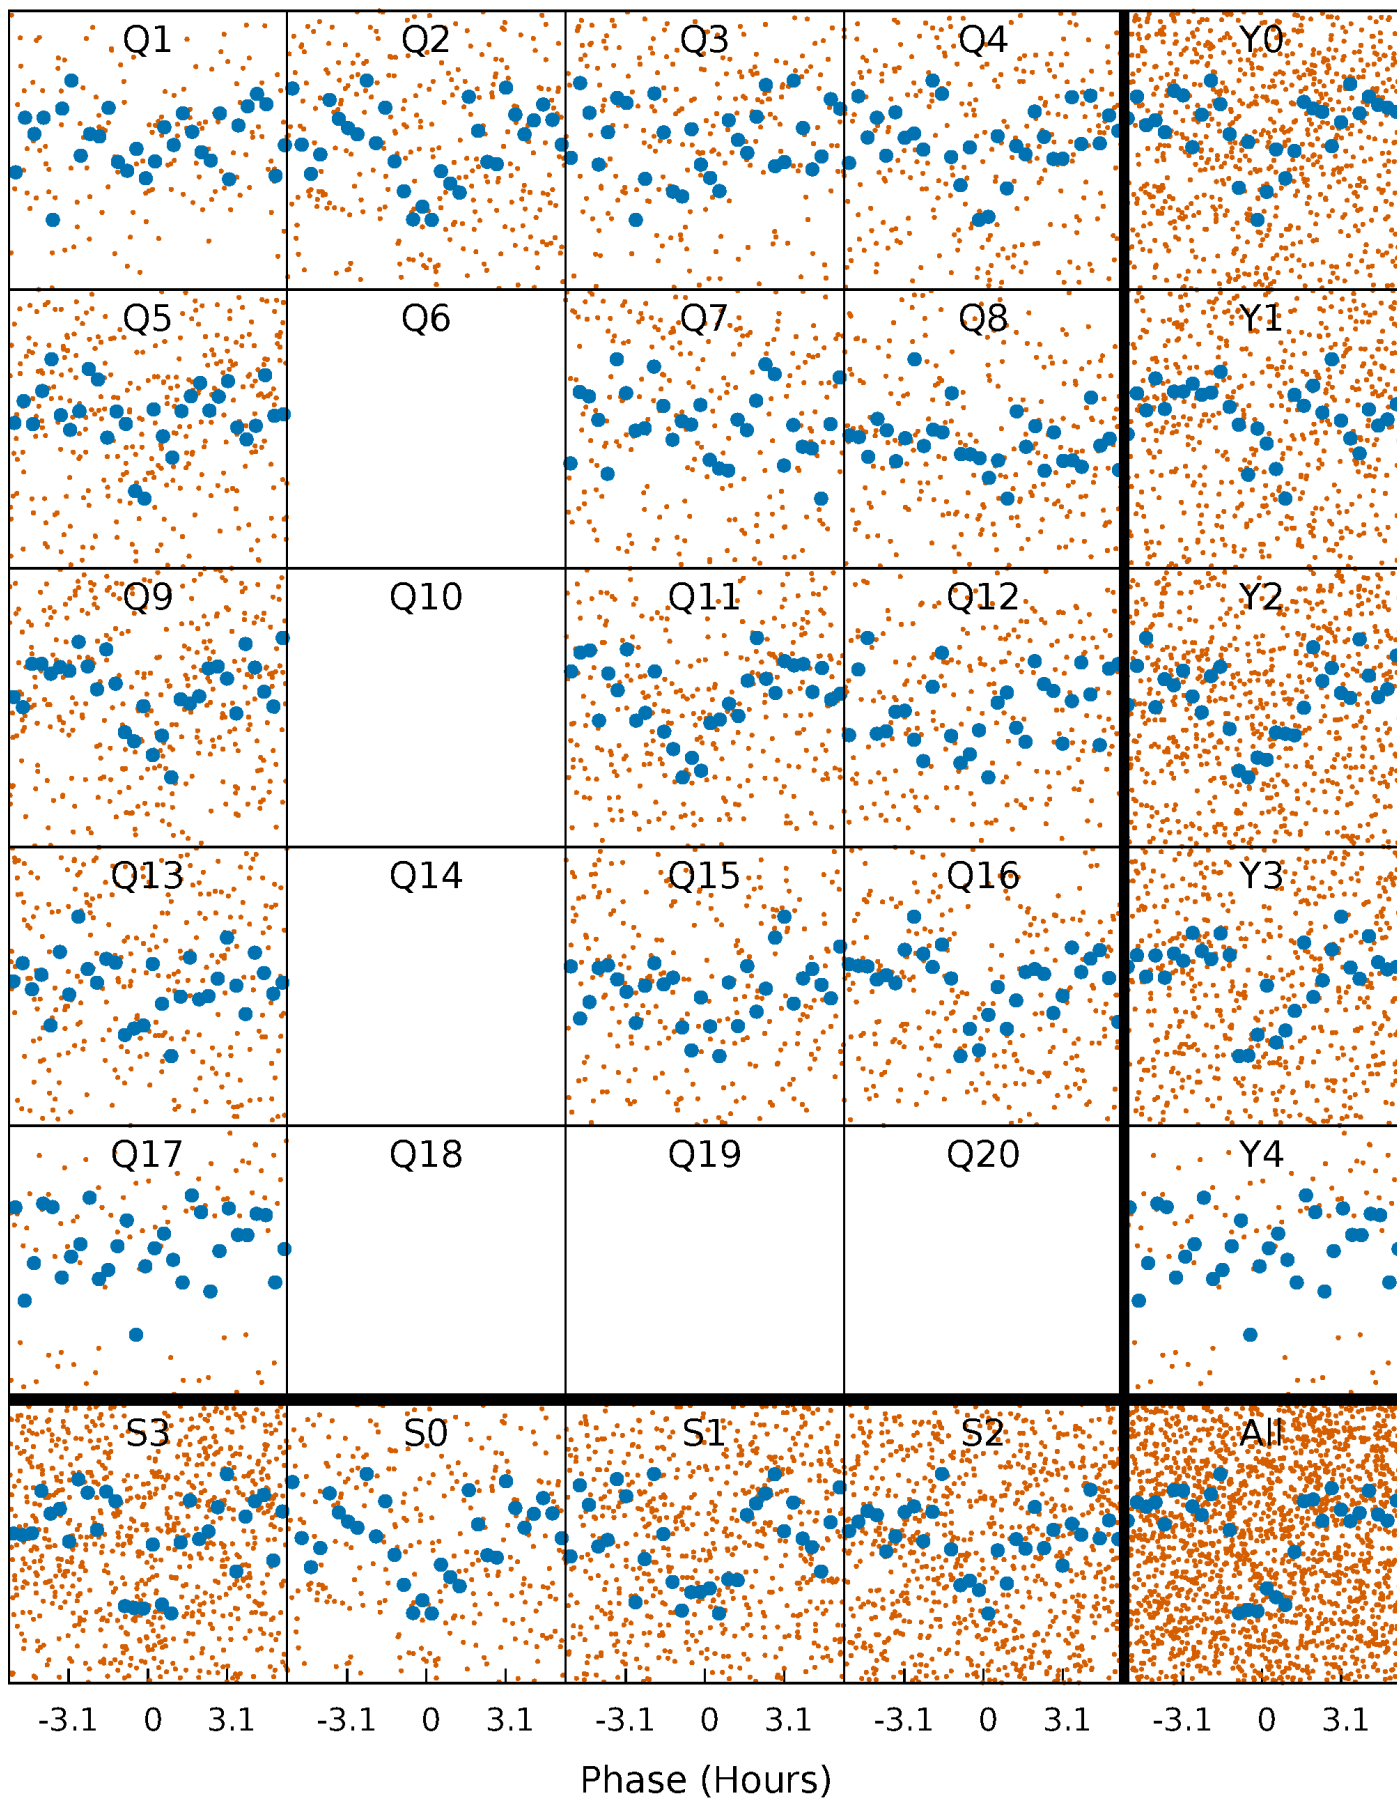 Q1 Q2 Q3 Q4 Y0
Q5 Q6 Q7 Q8 Y1
Q9 Q10 Q11 Q12 Y2
Q13 Q14 Q15 Q16 Y3
Q17 Q18 Q19 Q20 Y4
S3 S0 S1 S2 All
-3.1 0 3.1 -3.1 0 3.1 -3.1 0 3.1 -3.1 0 3.1 -3.1 0 3.1
Phase (Hours)